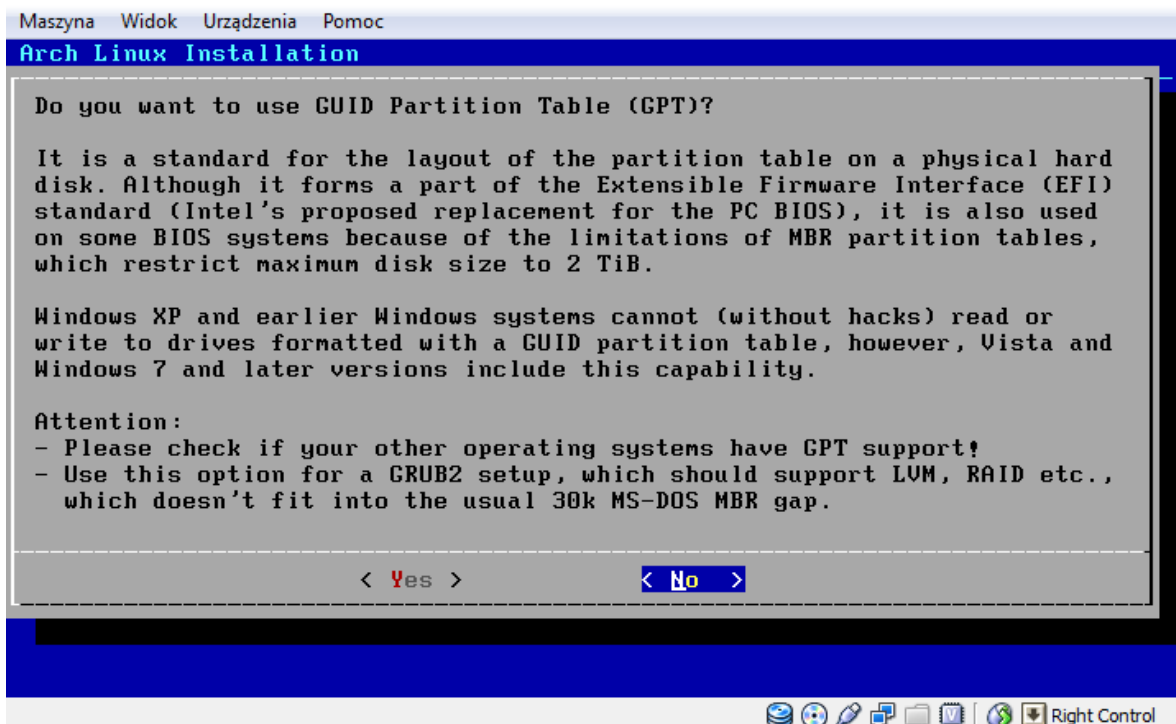 Maszyna Widok Urządzenia Pomoc
Arch Linux Installation
Do you want to use GUID Partition Table (GPT)?
It is a standard for the layout of the partition table on a physical hard
disk. Although it forms a part of the Extensible Firmware Interface (EFI)
standard (Intel's proposed replacement for the PC BIOS), it is also used
on some BIOS systems because of the limitations of MBR partition tables,
which restrict maximum disk size to 2 TiB.
Windows XP and earlier Windows systems cannot (without hacks) read or
write to drives formatted with a GUID partition table, however, Vista and
Windows 7 and later versions include this capability.
Attention:
- Please check if your other operating systems have GPT support!
- Use this option for a GRUB2 setup, which should support LVM, RAID etc.,
which doesn't fit into the usual 30k MS-DOS MBR gap.
< Yes > < No >
Right Control